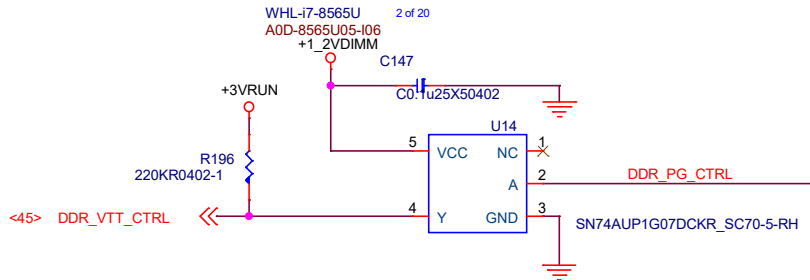 WHL-i7-8565U 2 of 20
A0D-8565U05-I06
+1_2VDIMM
C147
+3VRUN
C0.1u25X50402
U14
R196
220KR0402-1
5 VCC NC 1
A 2 DDR_PG_CTRL
<45> DDR_VTT_CTRL 4 Y GND 3
SN74AUP1G07DCKR_SC70-5-RH